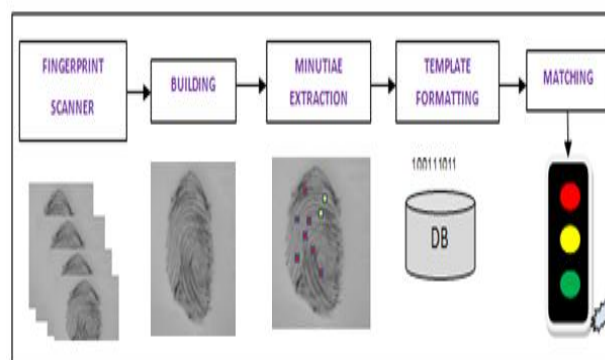 FINGERPRINT
SCANNER
BUILDING
MINUTIAE
EXTRACTION
TEMPLATE
FORMATTING
MATCHING
100111011
DB